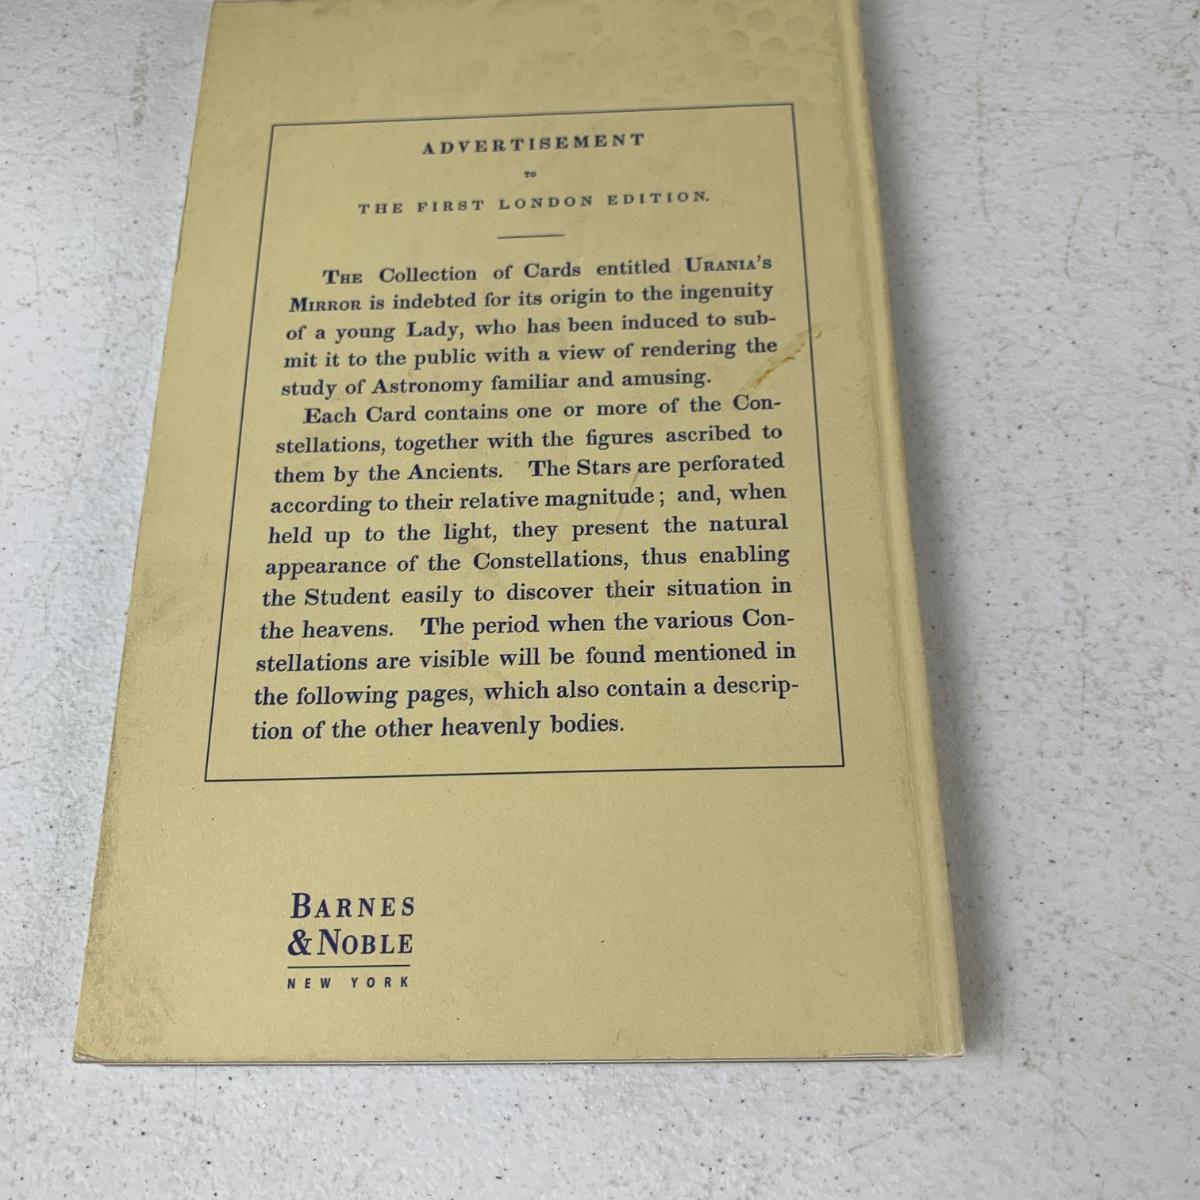 ADVERTISEMENT
TO
THE FIRST LONDON EDITION.
THE Collection of Cards entitled URANIA'S
MIRROR is indebted for its origin to the ingenuity
of a young Lady, who has been induced to sub-
mit it to the public with a view of rendering the
study of Astronomy familiar and amusing.
Each Card contains one or more of the Con-
stellations, together with the figures ascribed to
them by the Ancients. The Stars are perforated
according to their relative magnitude; and, when
held up to the light, they present the natural
appearance of the Constellations, thus enabling
the Student easily to discover their situation in
the heavens. The period when the various Con-
stellations are visible will be found mentioned in
the following pages, which also contain a descrip-
tion of the other heavenly bodies.
BARNES
& NOBLE
NEW YORK